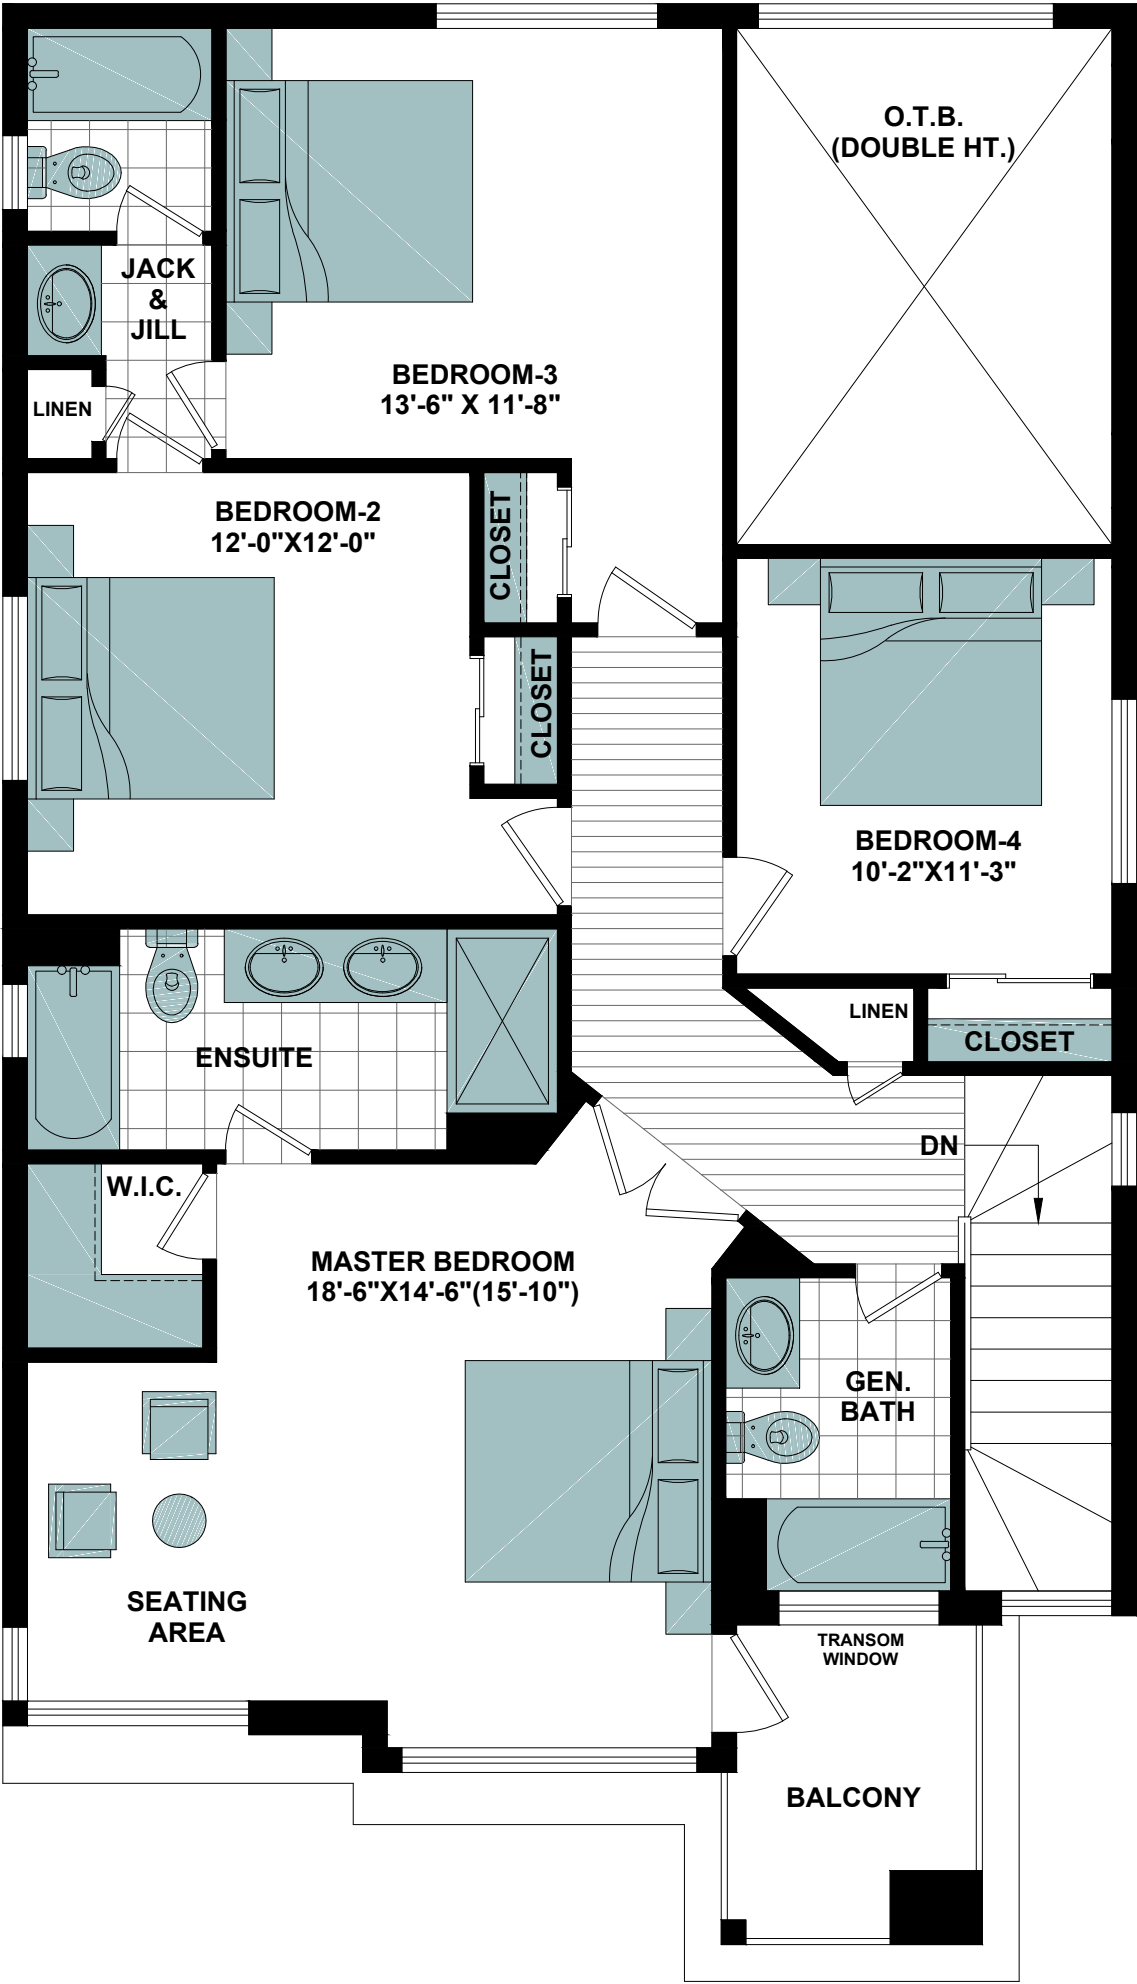 O.T.B.
(DOUBLE HT.)
JACK
&
JILL
BEDROOM-3
13'-6" X 11'-8"
LINEN
BEDROOM-2
12'-0"X12'-0"
CLOSET
CLOSET
BEDROOM-4
10'-2"X11'-3"
LINEN
CLOSET
ENSUITE
DN
W.I.C.
MASTER BEDROOM
18'-6"X14'-6"(15'-10")
GEN.
BATH
SEATING
AREA
TRANSOM
WINDOW
BALCONY